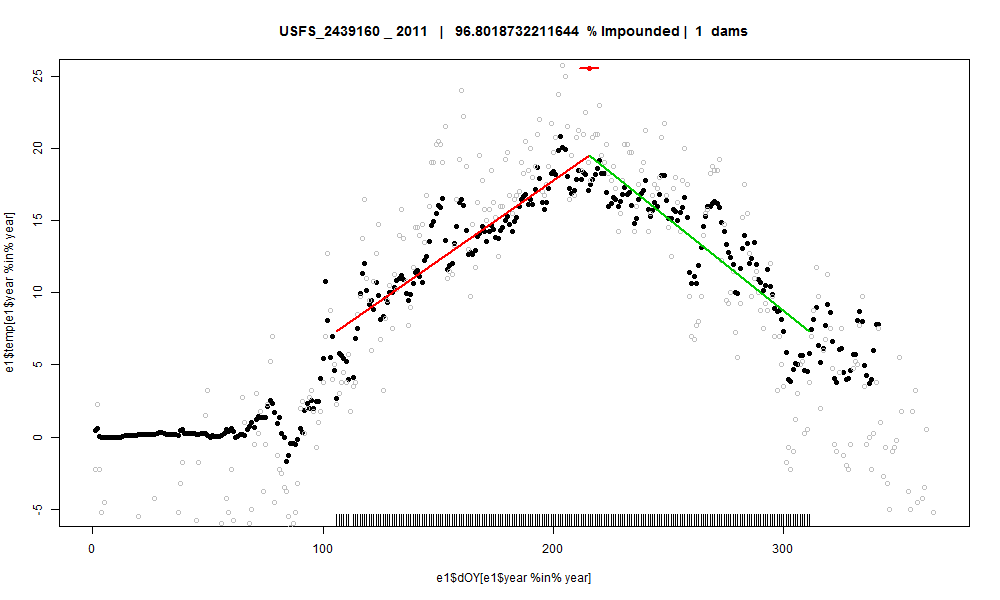 USFS_2439160 _ 2011 | 96.8018732211644 % Impounded | 1 dams
e1$temp[e1$year %in% year]
25
20
15
10
5
0
-5
0 100 200 300
e1$dOY[e1$year %in% year]